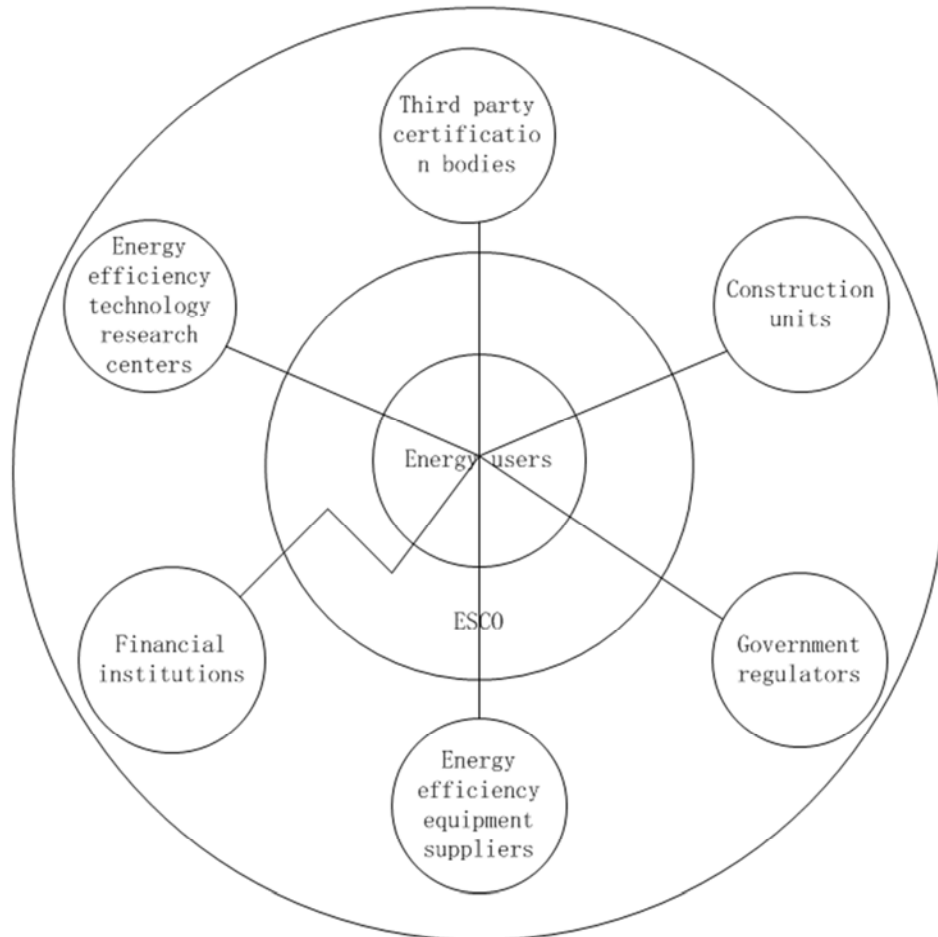 Third party
certificatio
n bodies
Energy
efficiency
technology
research
centers
Construction
units
Energy users
ESCO
Financial
institutions
Government
regulators
Energy
efficiency
equipment
suppliers